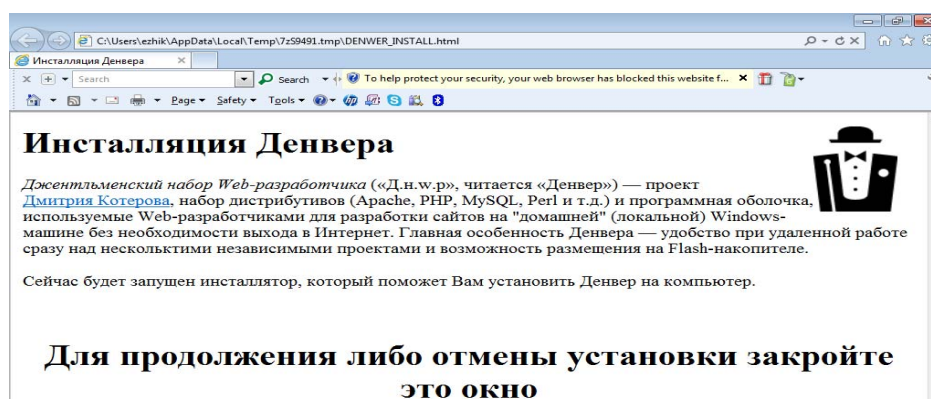 C:\Users\ezhik\AppData\Local\Temp\7zS9491.tmp\DENWER_INSTALL.html
Инсталляция Денвера
Search Search To help protect your security, your web browser has blocked this website f...
Page Safety Tools
Инсталляция Денвера
Джентльменский набор Web-разработчика («Д.н.w.р», читается «Денвер») — проект
Дмитрия Котерова, набор дистрибутивов (Apache, PHP, MySQL, Perl и т.д.) и программная оболочка,
используемые Web-разработчиками для разработки сайтов на "домашней" (локальной) Windows-
машине без необходимости выхода в Интернет. Главная особенность Денвера — удобство при удаленной работе
сразу над несколькими независимыми проектами и возможность размещения на Flash-накопителе.
Сейчас будет запущен инсталлятор, который поможет Вам установить Денвер на компьютер.
Для продолжения либо отмены установки закройте
это окно